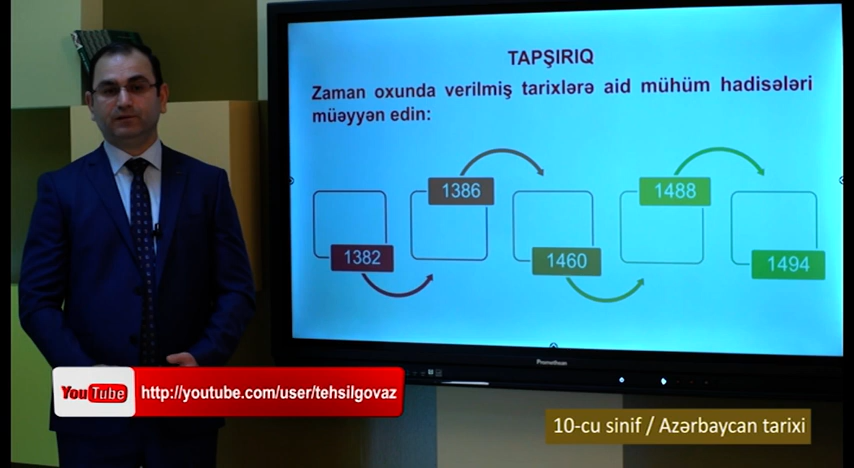 TAPŞIRIQ
Zaman oxunda verilmiş tarixlərə aid mühüm hadisələri
müəyyən edin:
1386
1488
1382
1460
1494
Promethean
YouTube http://youtube.com/user/tehsilgovaz
10-cu sinif / Azərbaycan tarixi